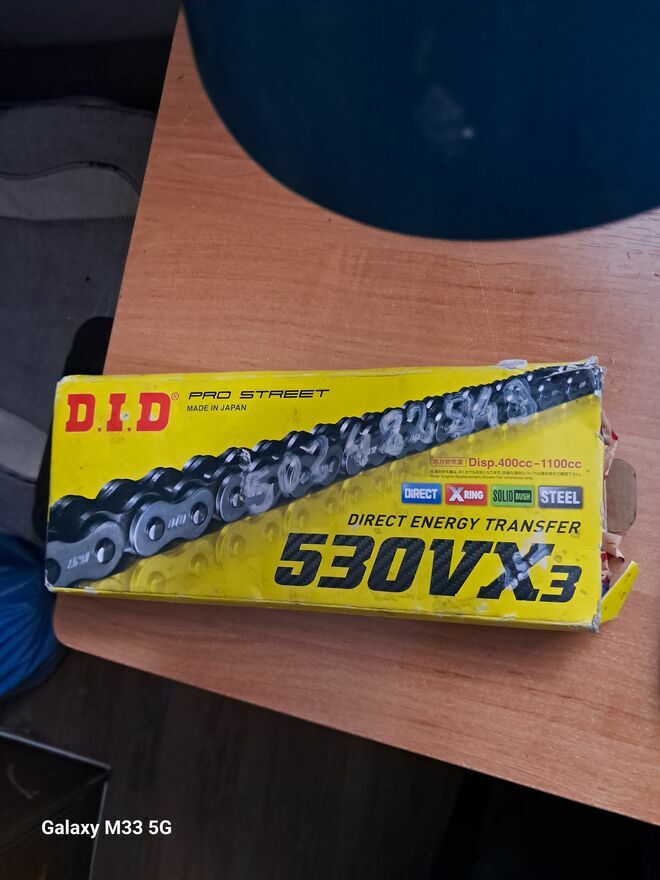 D.I.D® PRO STREET
MADE IN JAPAN
502682543
Disp.400cc-1100cc
DIRECT X RING SOLID BUSH STEEL
DIRECT ENERGY TRANSFER
530VX3
Galaxy M33 5G